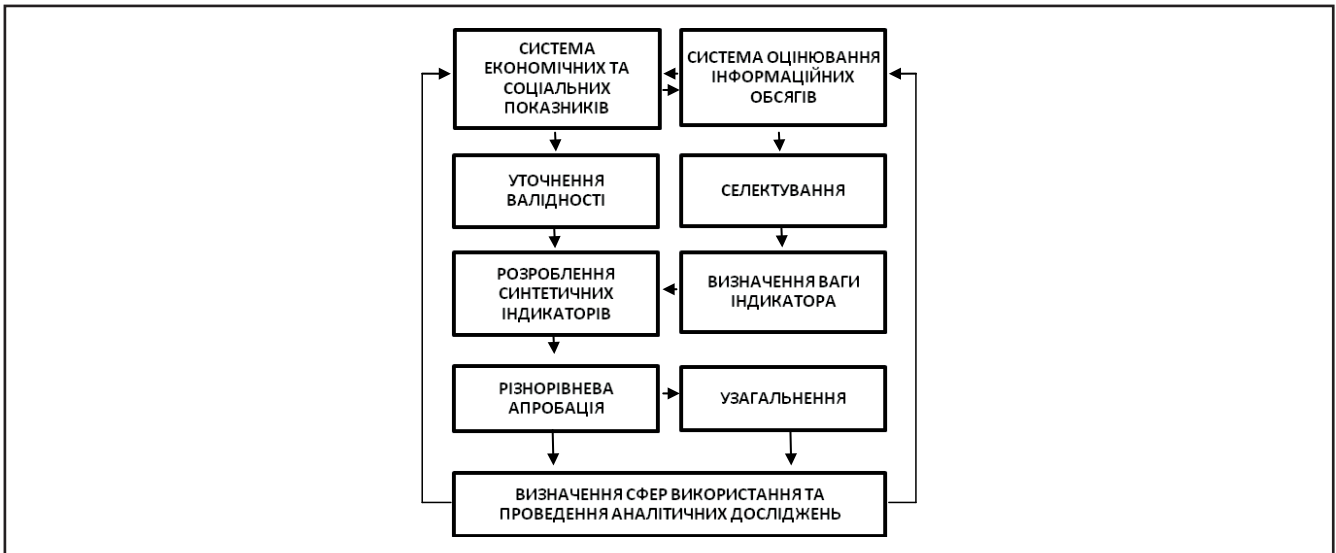 СИСТЕМА
ЕКОНОМІЧНИХ ТА
СОЦІАЛЬНИХ
ПОКАЗНИКІВ
СИСТЕМА ОЦІНЮВАННЯ
ІНФОРМАЦІЙНИХ
ОБСЯГІВ
УТОЧНЕННЯ
ВАЛІДНОСТІ
СЕЛЕКТУВАННЯ
РОЗРОБЛЕННЯ
СИНТЕТИЧНИХ
ІНДИКАТОРІВ
ВИЗНАЧЕННЯ ВАГИ
ІНДИКАТОРА
РІЗНОРІВНЕВА
АПРОБАЦІЯ
УЗАГАЛЬНЕННЯ
ВИЗНАЧЕННЯ СФЕР ВИКОРИСТАННЯ ТА
ПРОВЕДЕННЯ АНАЛІТИЧНИХ ДОСЛІДЖЕНЬ